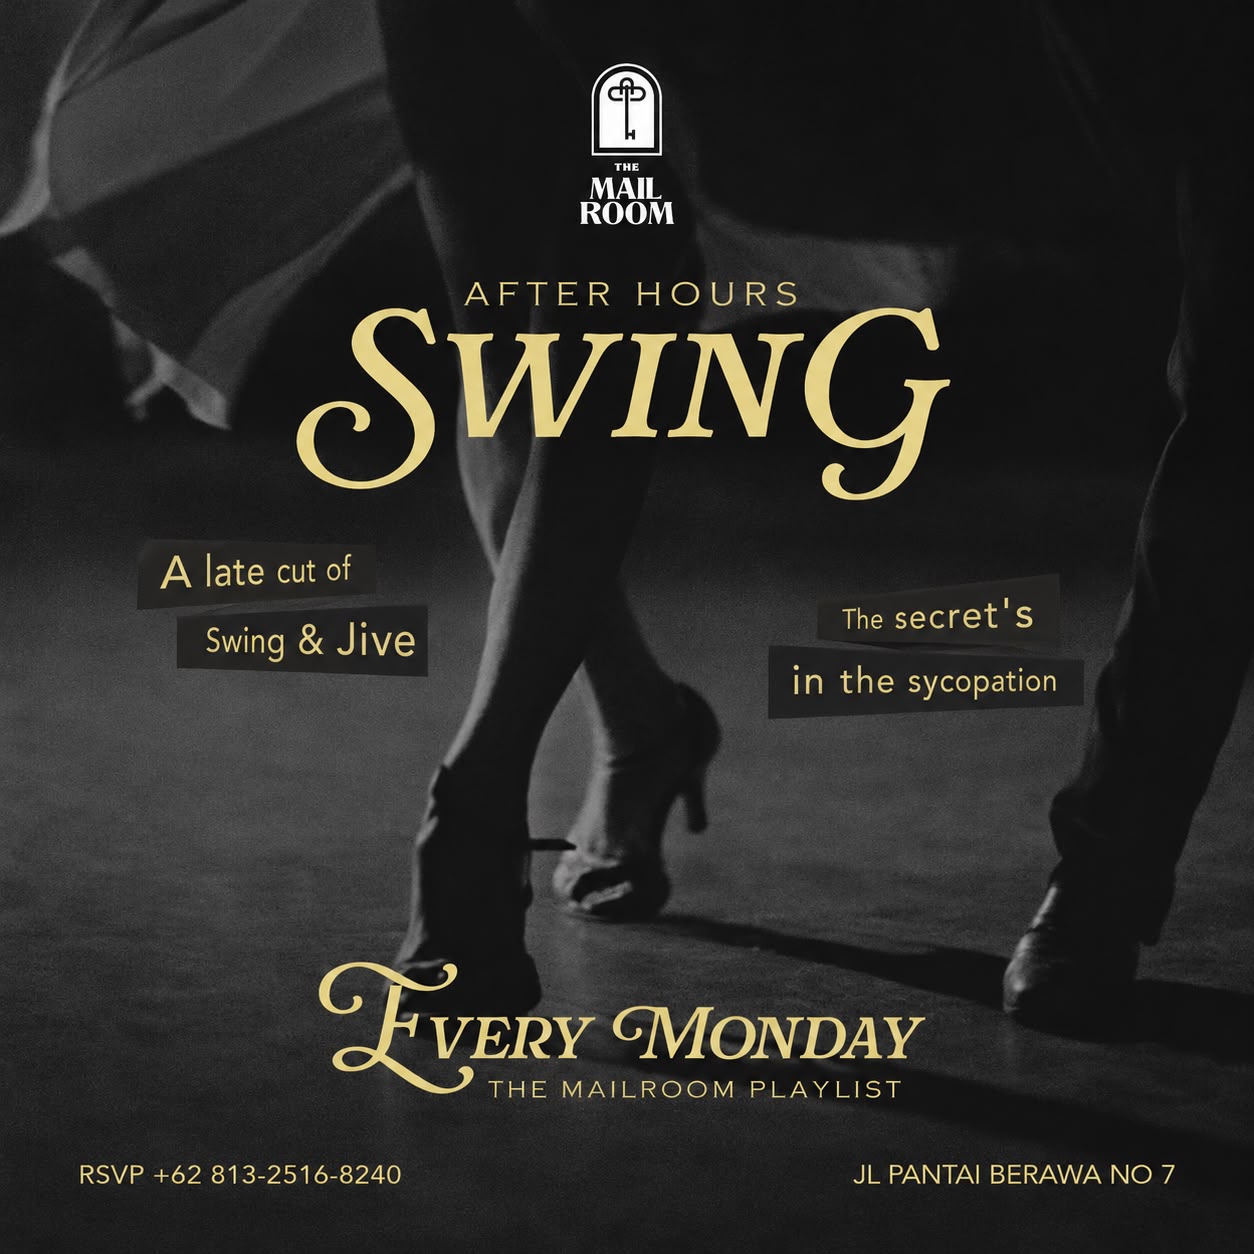 THE
MAIL
ROOM
AFTER HOURS
SWING
A late cut of
Swing & Jive
The secret's
in the sycopation
EVERY MONDAY
THE MAILROOM PLAYLIST
RSVP +62 813-2516-8240
JL PANTAI BERAWA NO 7